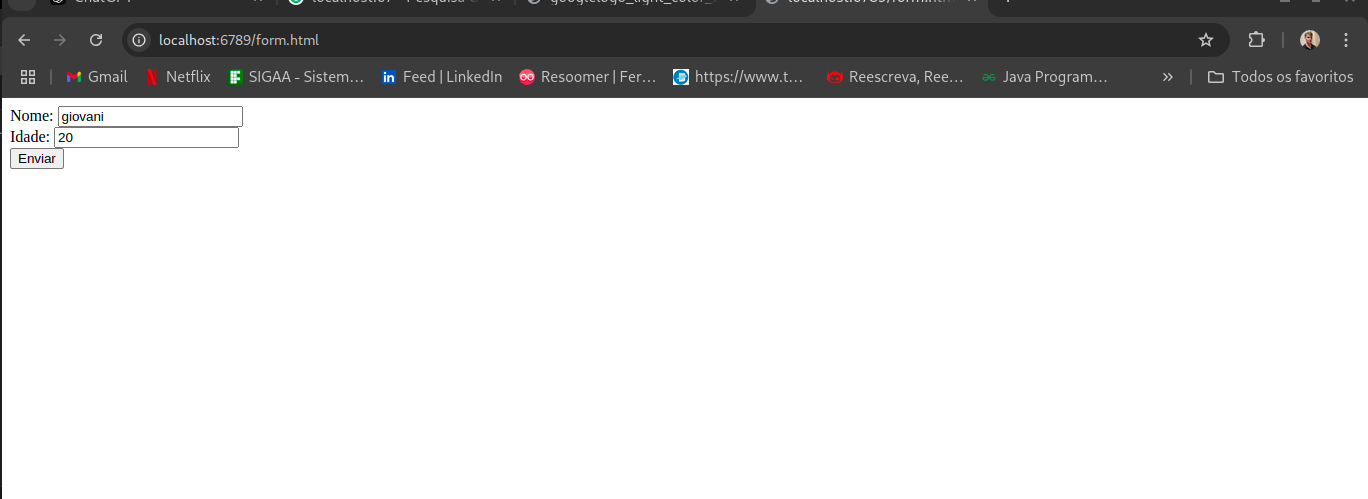 localhost:6789/form.html
Gmail Netflix SIGAA - Sistem... Feed | LinkedIn Resoomer | Fer... https://www.t... Reescreva, Ree... Java Program... » Todos os favoritos
Nome: giovani
Idade: 20
Enviar